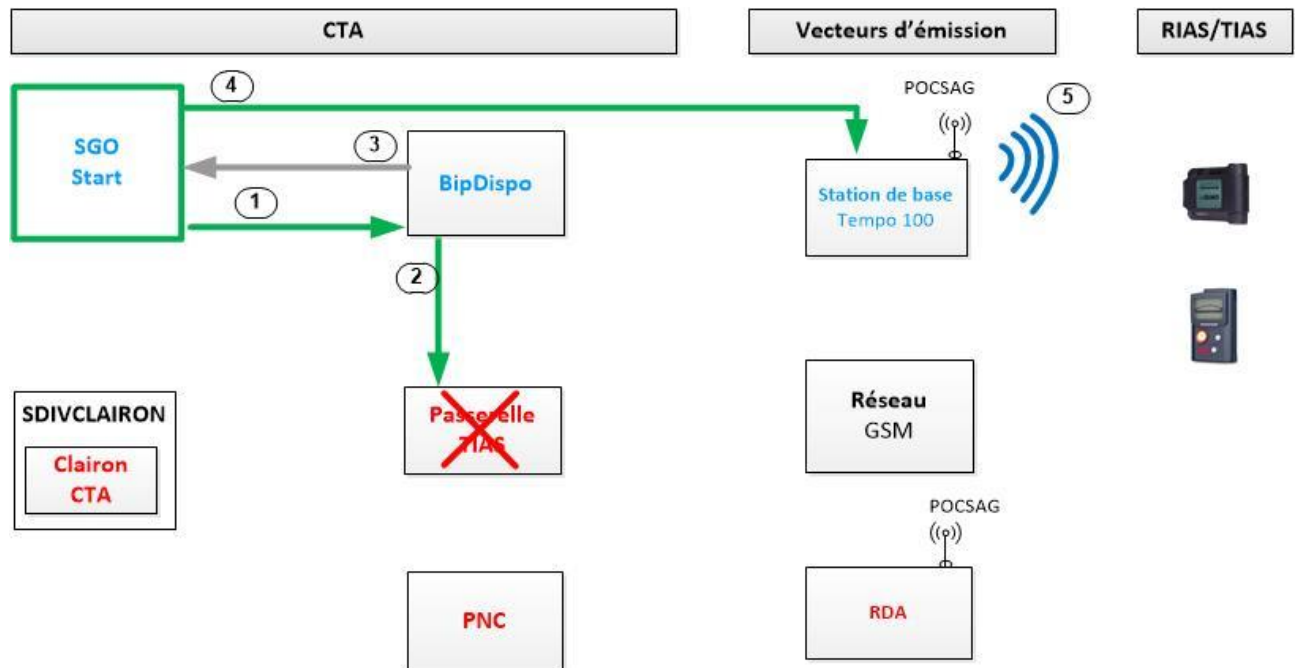 CTA
Vecteurs d'émission
RIAS/TIAS
4
POCSAG
5
SGO
Start
3
BipDispo
1
Station de base
Tempo 100
2
Passerelle
TIAS
Réseau
GSM
SDIVCLAIRON
Clairon
CTA
POCSAG
PNC
RDA